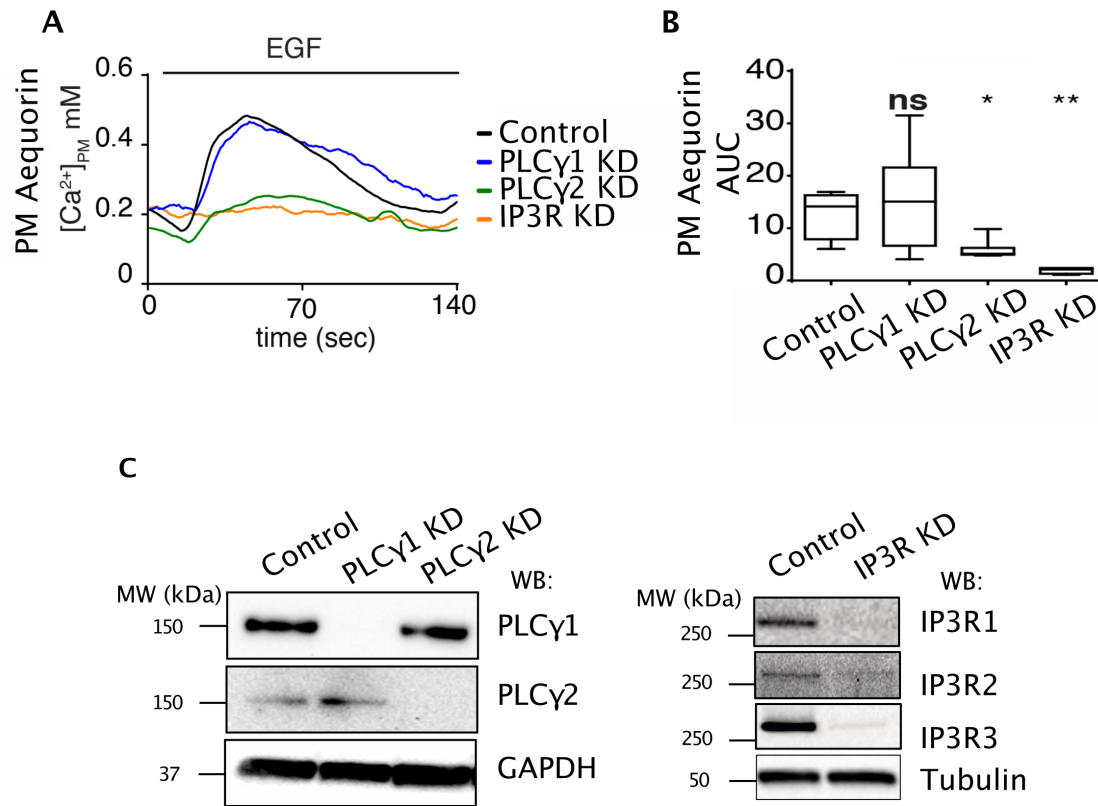 A
EGF
PM Aequorin
[Ca²⁺]PM mM
0.6
0.4
0.2
0
0
70
140
time (sec)
Control
PLCγ1 KD
PLCγ2 KD
IP3R KD
B
PM Aequorin
AUC
40
30
20
10
0
ns
*
**
Control
PLCγ1 KD
PLCγ2 KD
IP3R KD
C
Control
PLCγ1 KD
PLCγ2 KD
MW (kDa)
WB:
150
PLCγ1
150
PLCγ2
37
GAPDH
Control
IP3R KD
MW (kDa)
WB:
250
IP3R1
250
IP3R2
250
IP3R3
50
Tubulin